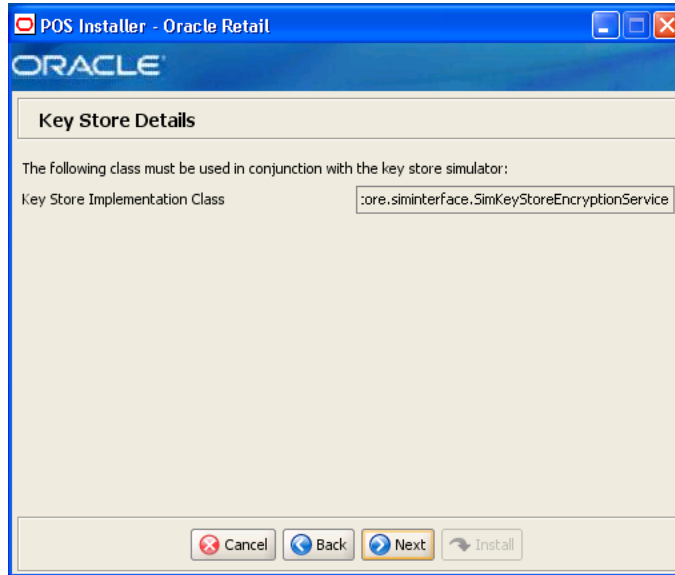 POS Installer - Oracle Retail
ORACLE
Key Store Details
The following class must be used in conjunction with the key store simulator:
Key Store Implementation Class :ore.siminterface.SimKeyStoreEncryptionService
Cancel Back Next Install